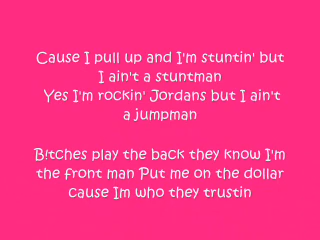 Cause I pull up and I'm stuntin' but
I ain't a stuntman
Yes I'm rockin' Jordans but I ain't
a jumpman
B!tches play the back they know I'm
the front man Put me on the dollar
cause Im who they trustin